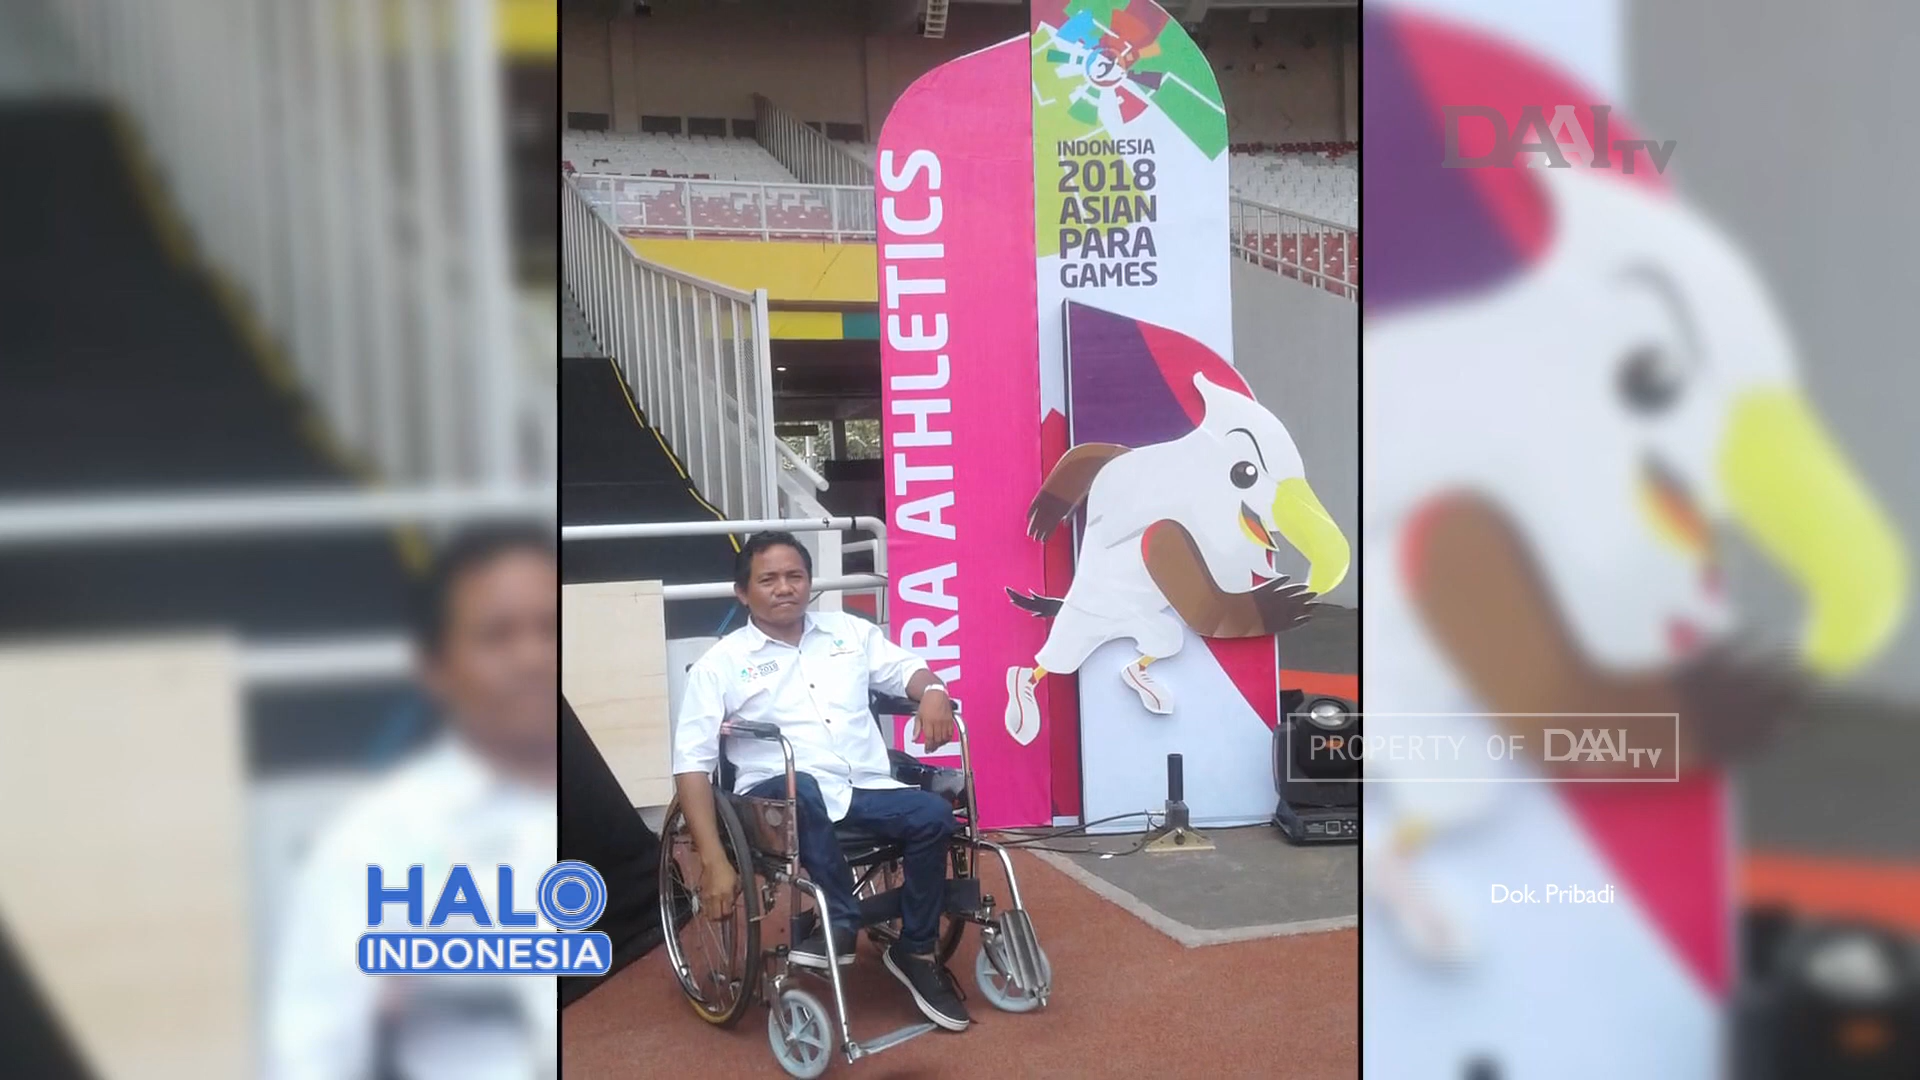 DAAI TV
INDONESIA
2018
ASIAN
PARA
GAMES
PARA ATHLETICS
PROPERTY OF DAAI TV
Dok. Pribadi
HALO
INDONESIA